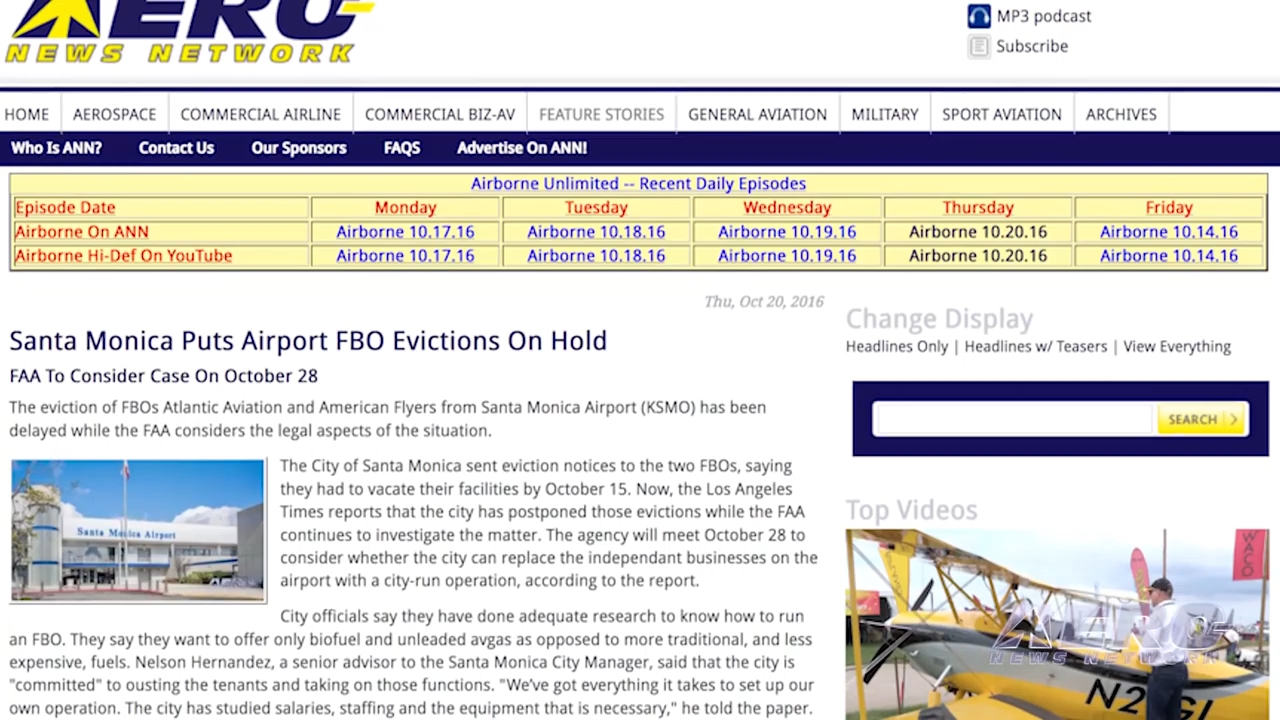 AERO-
NEWS NETWORK
MP3 podcast
Subscribe
HOME AEROSPACE COMMERCIAL AIRLINE COMMERCIAL BIZ-AV FEATURE STORIES GENERAL AVIATION MILITARY SPORT AVIATION ARCHIVES
Who Is ANN? Contact Us Our Sponsors FAQS Advertise On ANN!
Airborne Unlimited -- Recent Daily Episodes
Episode Date Monday Tuesday Wednesday Thursday Friday
Airborne On ANN Airborne 10.17.16 Airborne 10.18.16 Airborne 10.19.16 Airborne 10.20.16 Airborne 10.14.16
Airborne Hi-Def On YouTube Airborne 10.17.16 Airborne 10.18.16 Airborne 10.19.16 Airborne 10.20.16 Airborne 10.14.16
Thu, Oct 20, 2016
Santa Monica Puts Airport FBO Evictions On Hold
FAA To Consider Case On October 28
The eviction of FBOs Atlantic Aviation and American Flyers from Santa Monica Airport (KSMO) has been
delayed while the FAA considers the legal aspects of the situation.
Santa Monica Airport
The City of Santa Monica sent eviction notices to the two FBOs, saying
they had to vacate their facilities by October 15. Now, the Los Angeles
Times reports that the city has postponed those evictions while the FAA
continues to investigate the matter. The agency will meet October 28 to
consider whether the city can replace the independant businesses on the
airport with a city-run operation, according to the report.
City officials say they have done adequate research to know how to run
an FBO. They say they want to offer only biofuel and unleaded avgas as opposed to more traditional, and less
expensive, fuels. Nelson Hernandez, a senior advisor to the Santa Monica City Manager, said that the city is
"committed" to ousting the tenants and taking on those functions. "We've got everything it takes to set up our
own operation. The city has studied salaries, staffing and the equipment that is necessary," he told the paper.
Change Display
Headlines Only | Headlines w/ Teasers | View Everything
SEARCH
Top Videos
WACO
AERO-
NEWS NETWORK